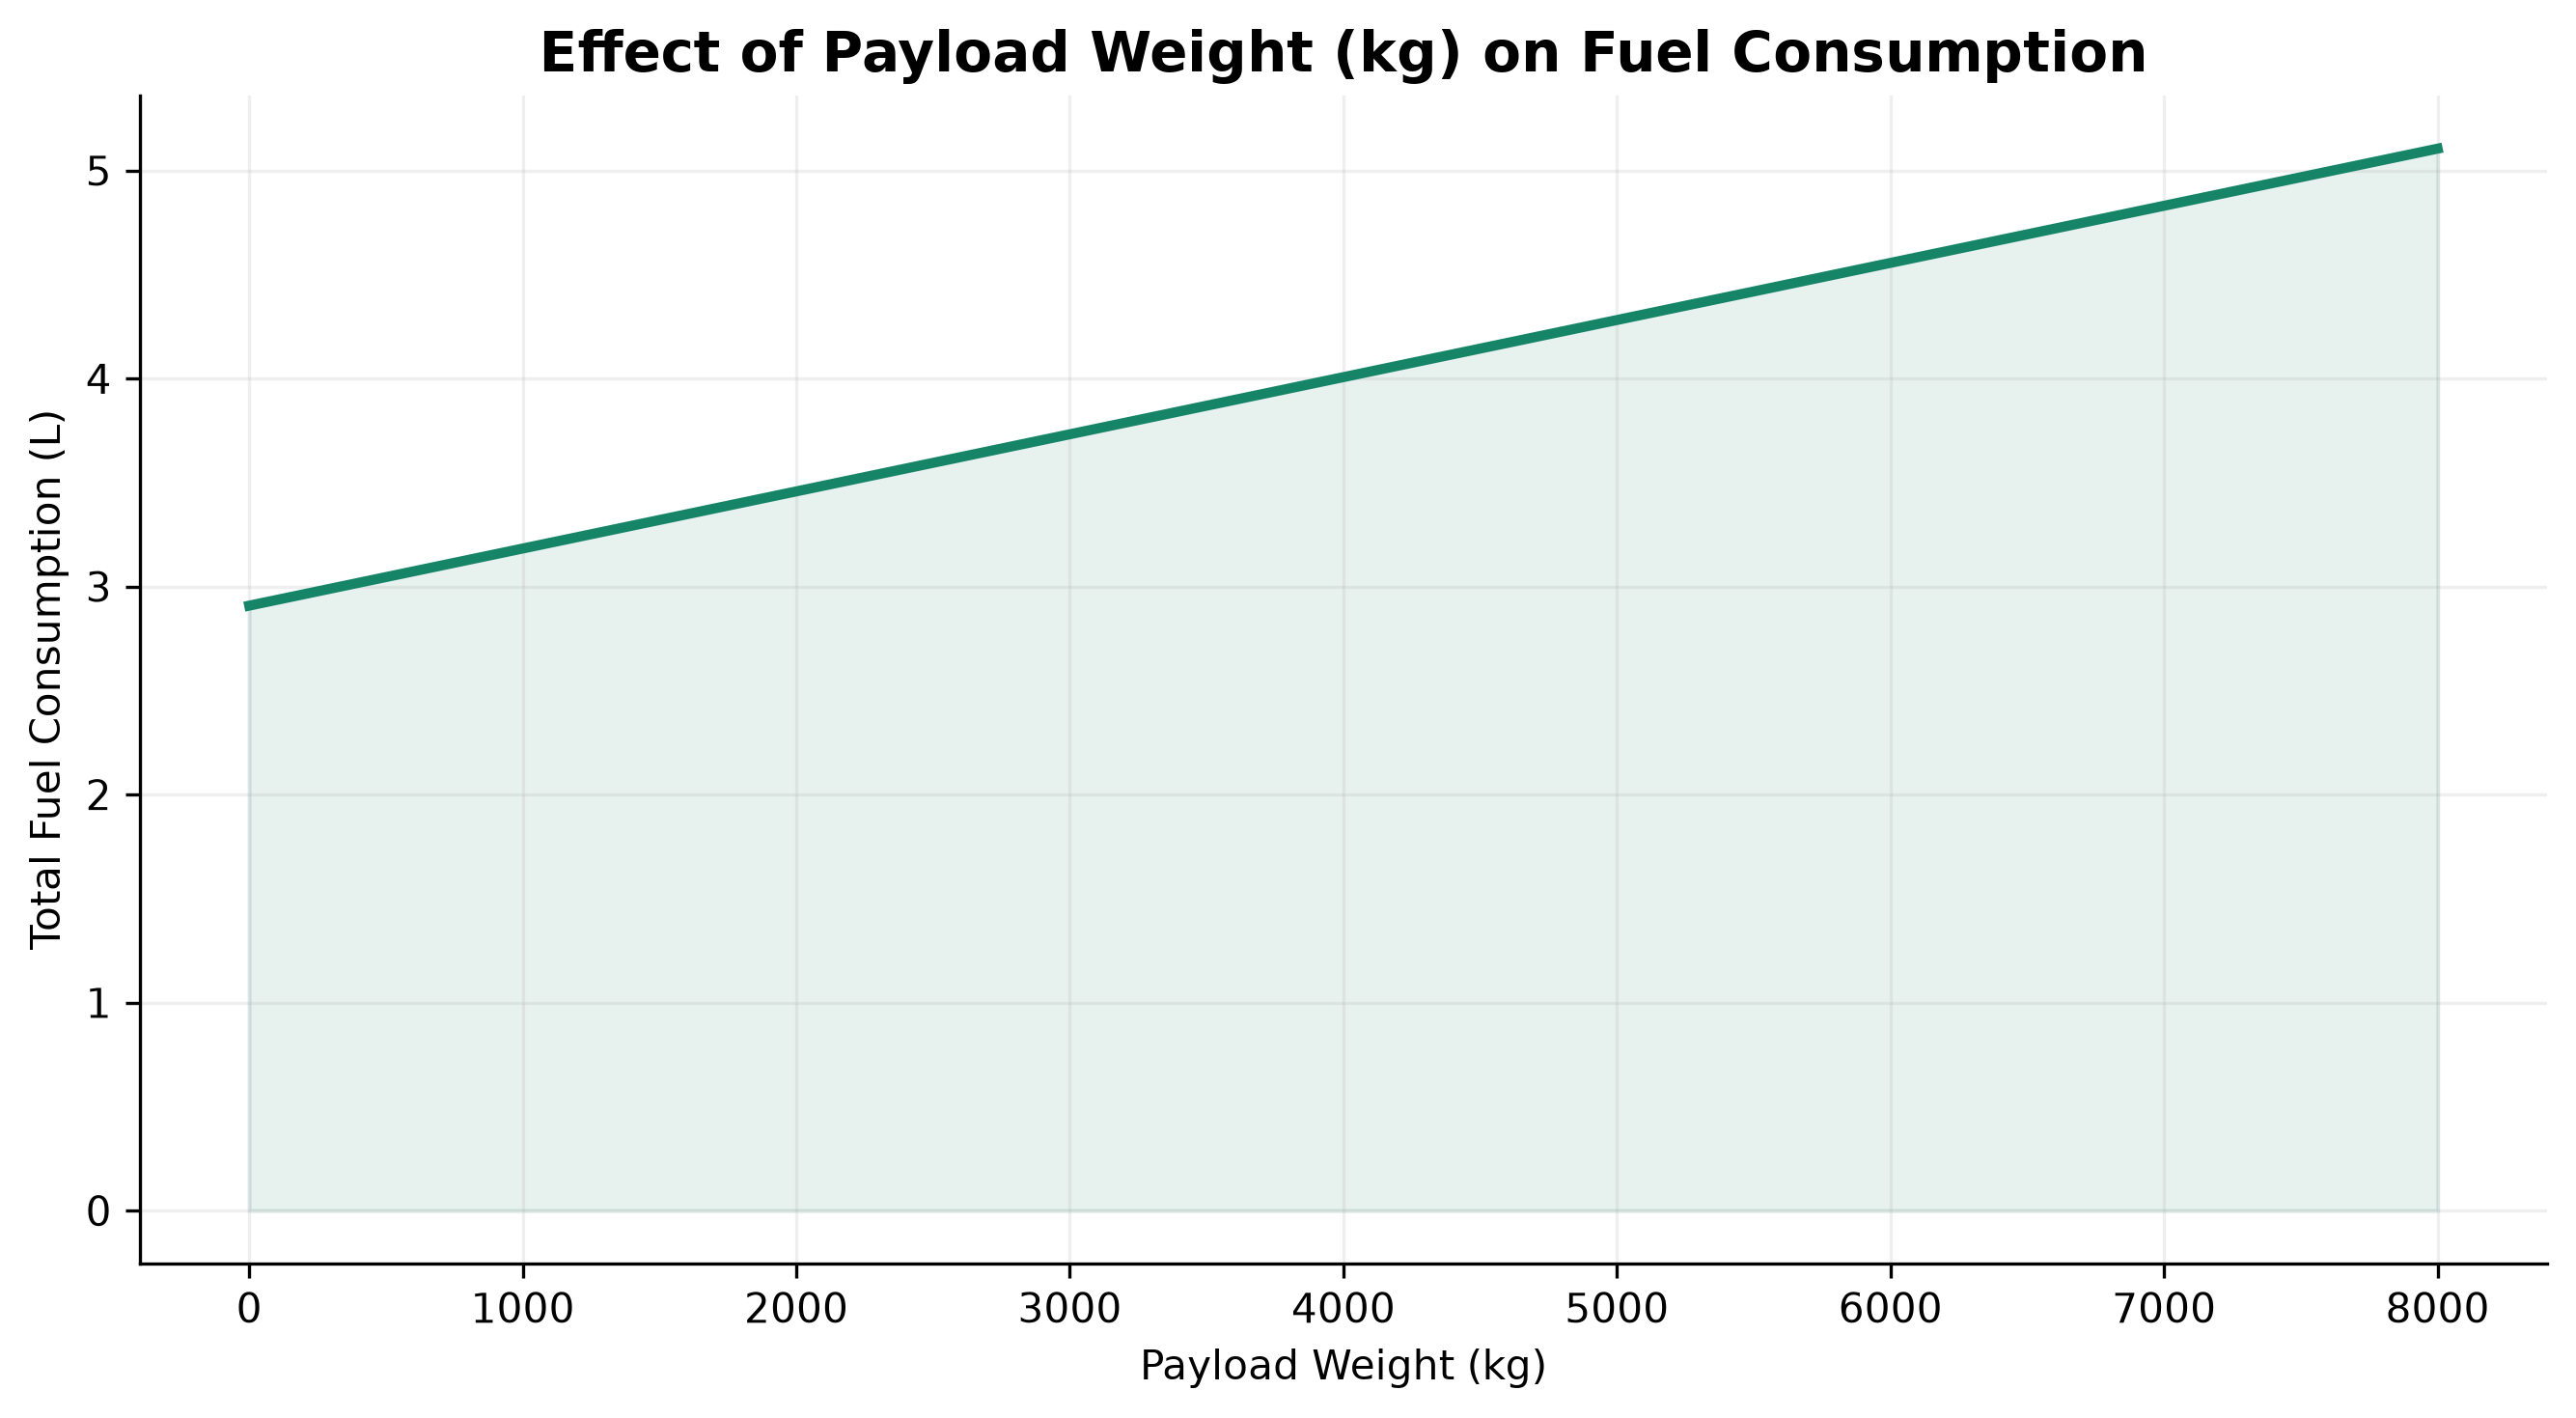 Effect of Payload Weight (kg) on Fuel Consumption
Total Fuel Consumption (L)
5
4
3
2
1
0
0 1000 2000 3000 4000 5000 6000 7000 8000
Payload Weight (kg)